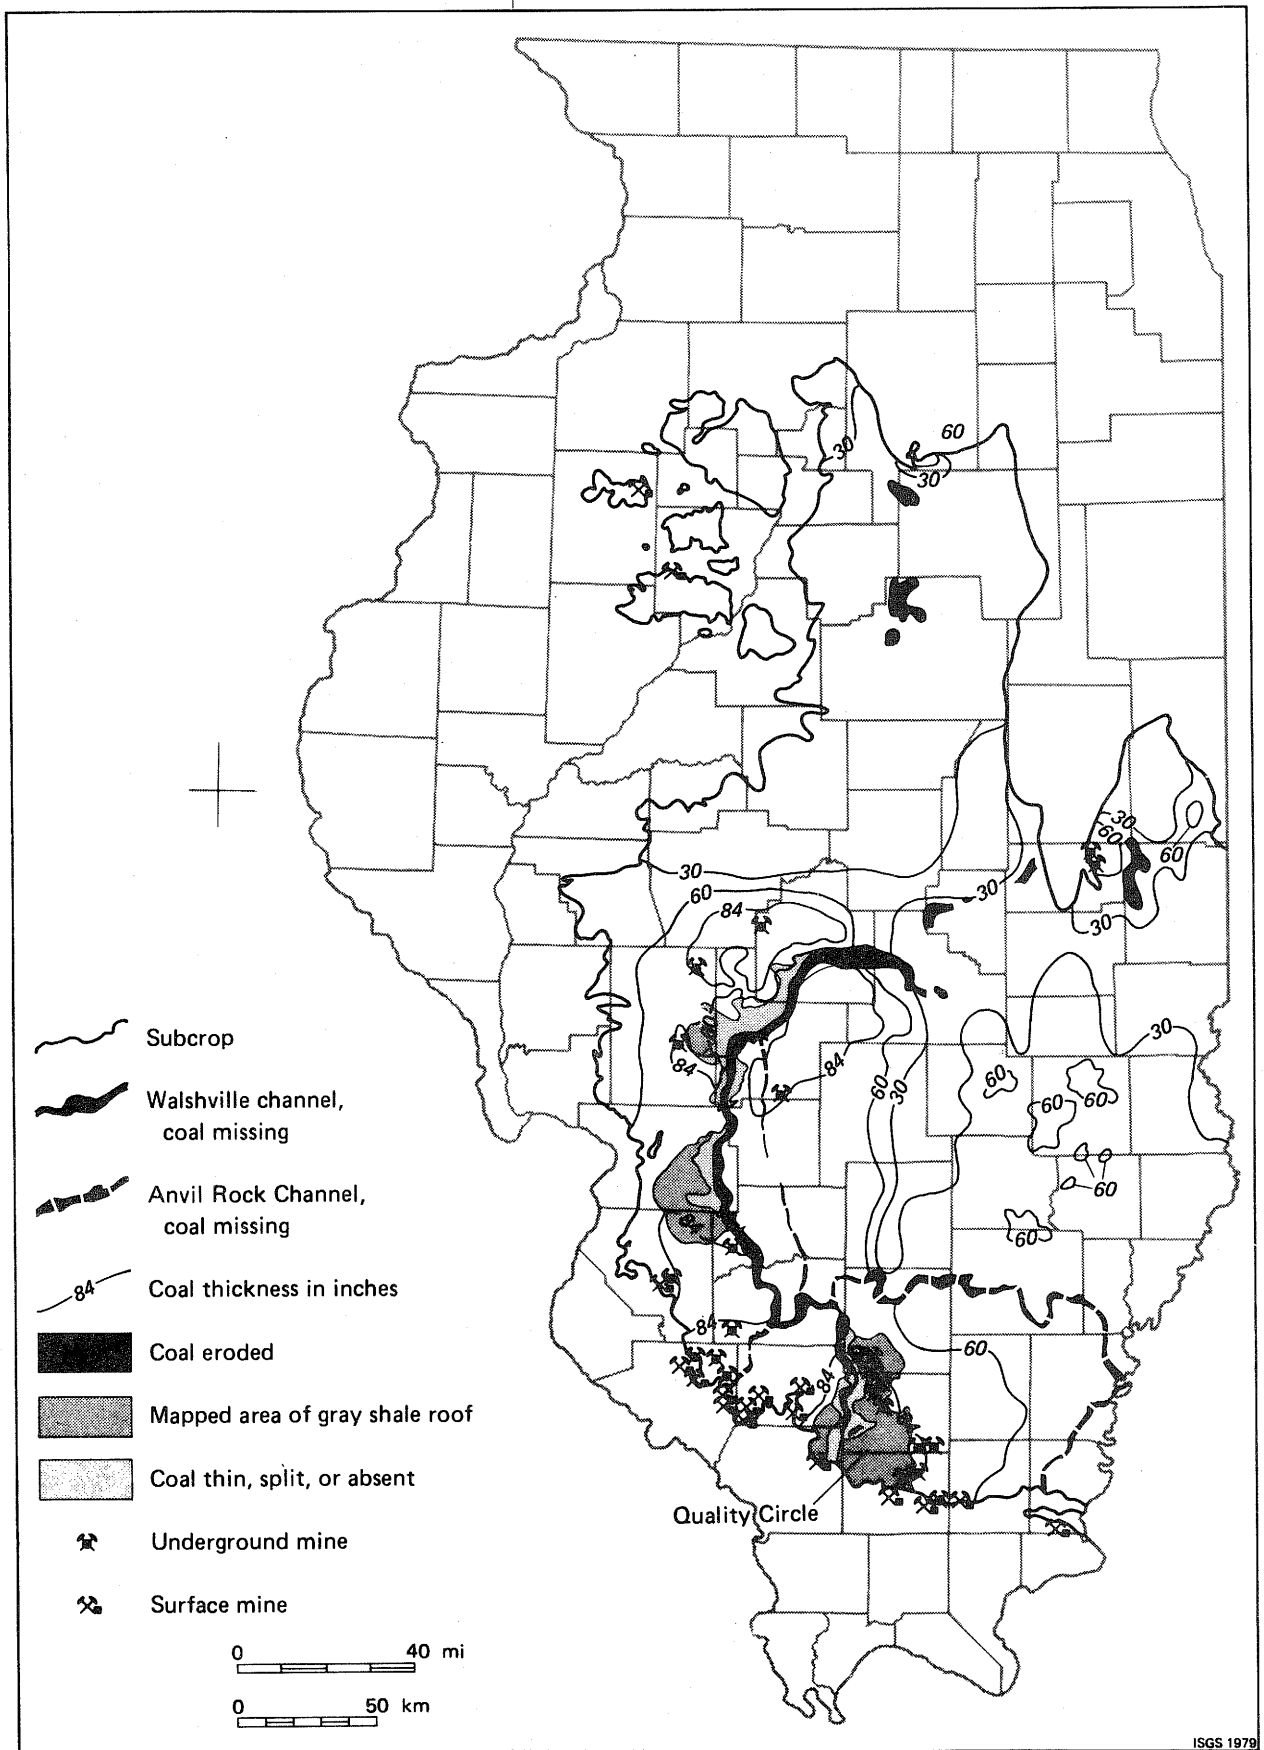 60
30
30
30
60
60
30
60
84
30
30
84
84
60
30
30
60
60
60
60
60
84
84
60
84
Subcrop
Walshville channel,
coal missing
Anvil Rock Channel,
coal missing
84
Coal thickness in inches
Coal eroded
Mapped area of gray shale roof
Coal thin, split, or absent
Underground mine
Surface mine
Quality Circle
0 40 mi
0 50 km
ISGS 1979